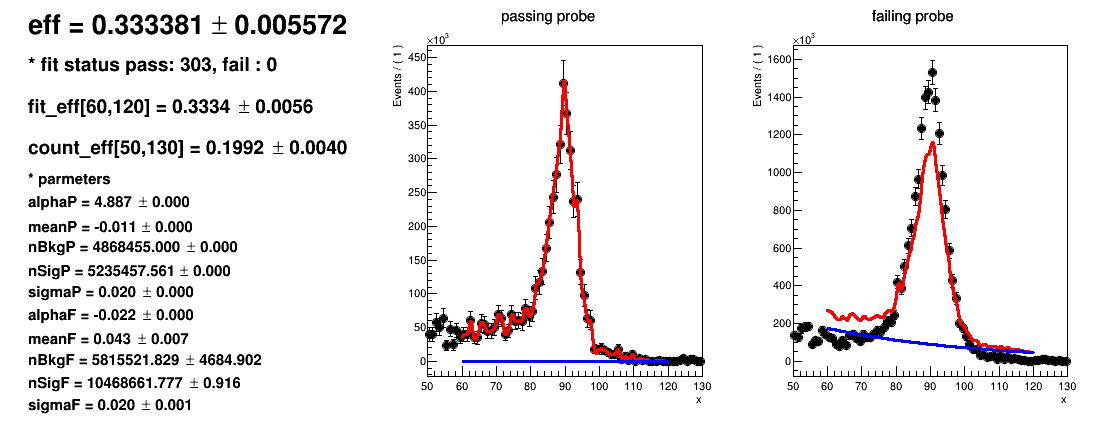 eff = 0.333381 ± 0.005572
* fit status pass: 303, fail : 0
fit_eff[60,120] = 0.3334 ± 0.0056
count_eff[50,130] = 0.1992 ± 0.0040
* parmeters
alphaP = 4.887 ± 0.000
meanP = -0.011 ± 0.000
nBkgP = 4868455.000 ± 0.000
nSigP = 5235457.561 ± 0.000
sigmaP = 0.020 ± 0.000
alphaF = -0.022 ± 0.000
meanF = 0.043 ± 0.007
nBkgF = 5815521.829 ± 4684.902
nSigF = 10468661.777 ± 0.916
sigmaF = 0.020 ± 0.001
passing probe
×10³
Events / ( 1 )
450
400
350
300
250
200
150
100
50
0
50 60 70 80 90 100 110 120 130
x
failing probe
×10³
Events / ( 1 )
1600
1400
1200
1000
800
600
400
200
0
50 60 70 80 90 100 110 120 130
x